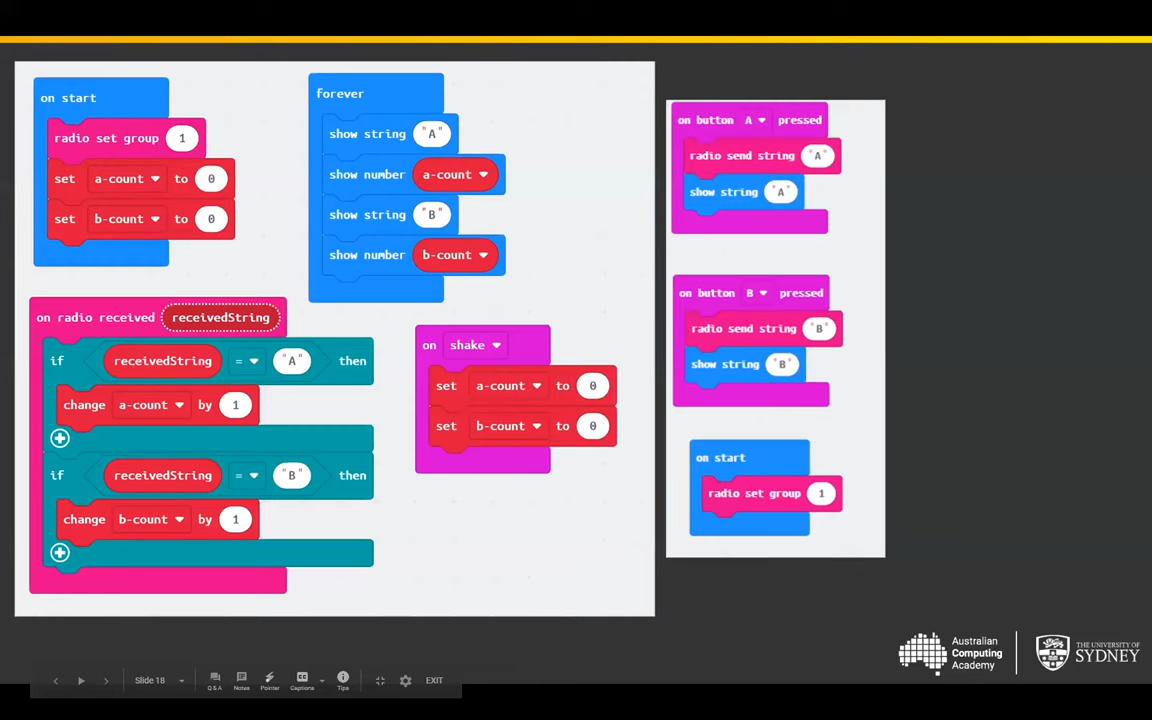 on start
radio set group 1
set a-count to 0
set b-count to 0
forever
show string "A"
show number a-count
show string "B"
show number b-count
on radio received receivedString
if receivedString = "A" then
change a-count by 1
if receivedString = "B" then
change b-count by 1
on shake
set a-count to 0
set b-count to 0
on button A pressed
radio send string "A"
show string "A"
on button B pressed
radio send string "B"
show string "B"
on start
radio set group 1
Australian
Computing
Academy
THE UNIVERSITY OF
SYDNEY
Slide 18
Q & A
Notes
Pointer
Captions
Tips
EXIT